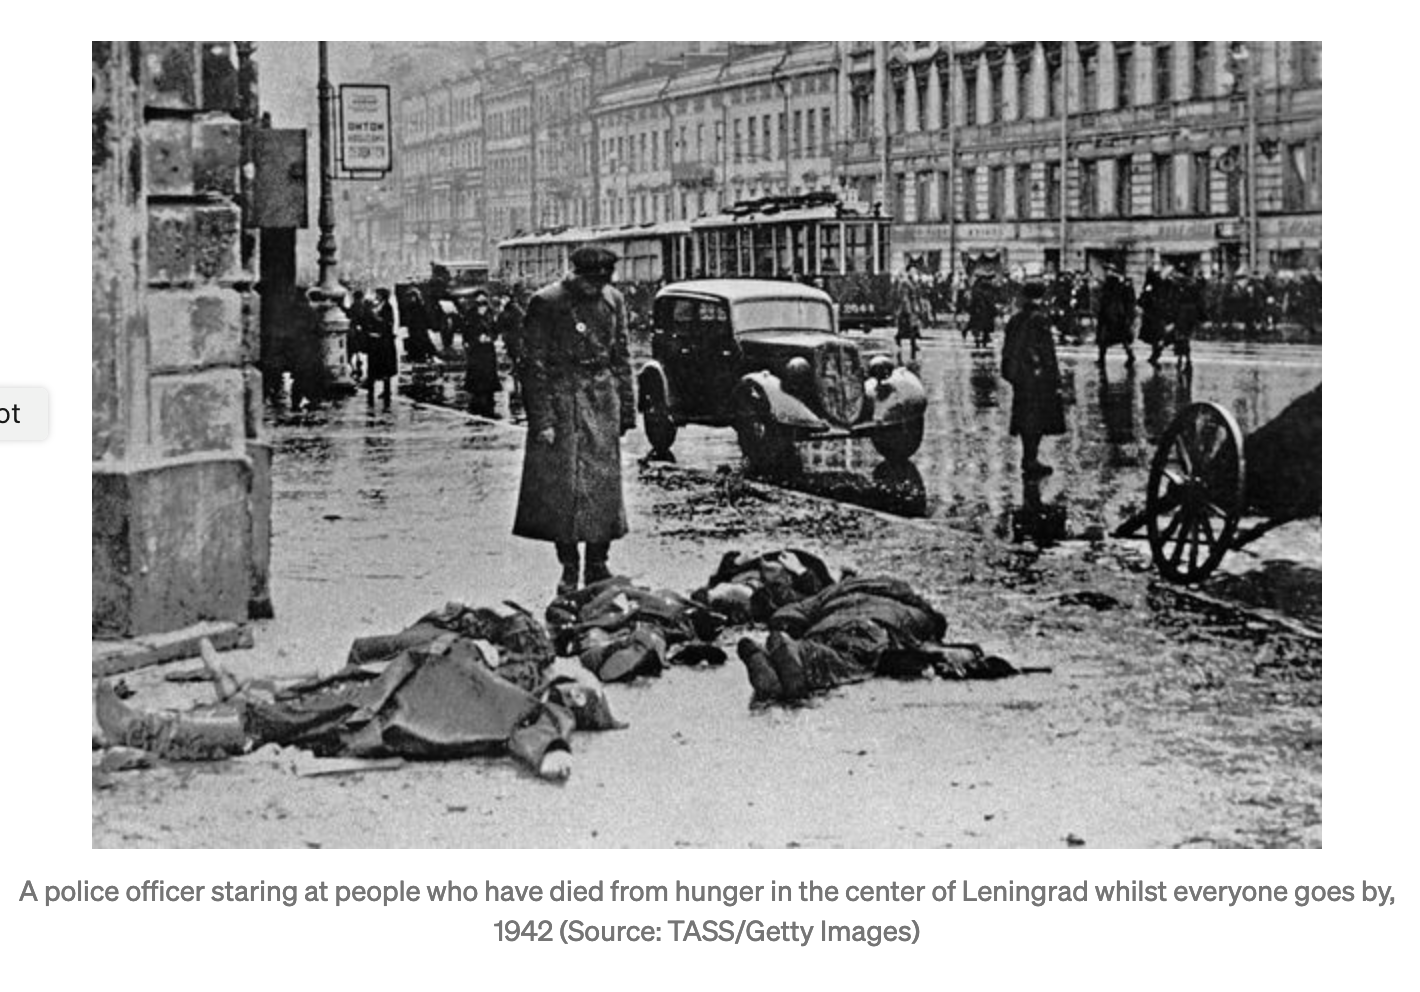 ot
A police officer staring at people who have died from hunger in the center of Leningrad whilst everyone goes by,
1942 (Source: TASS/Getty Images)